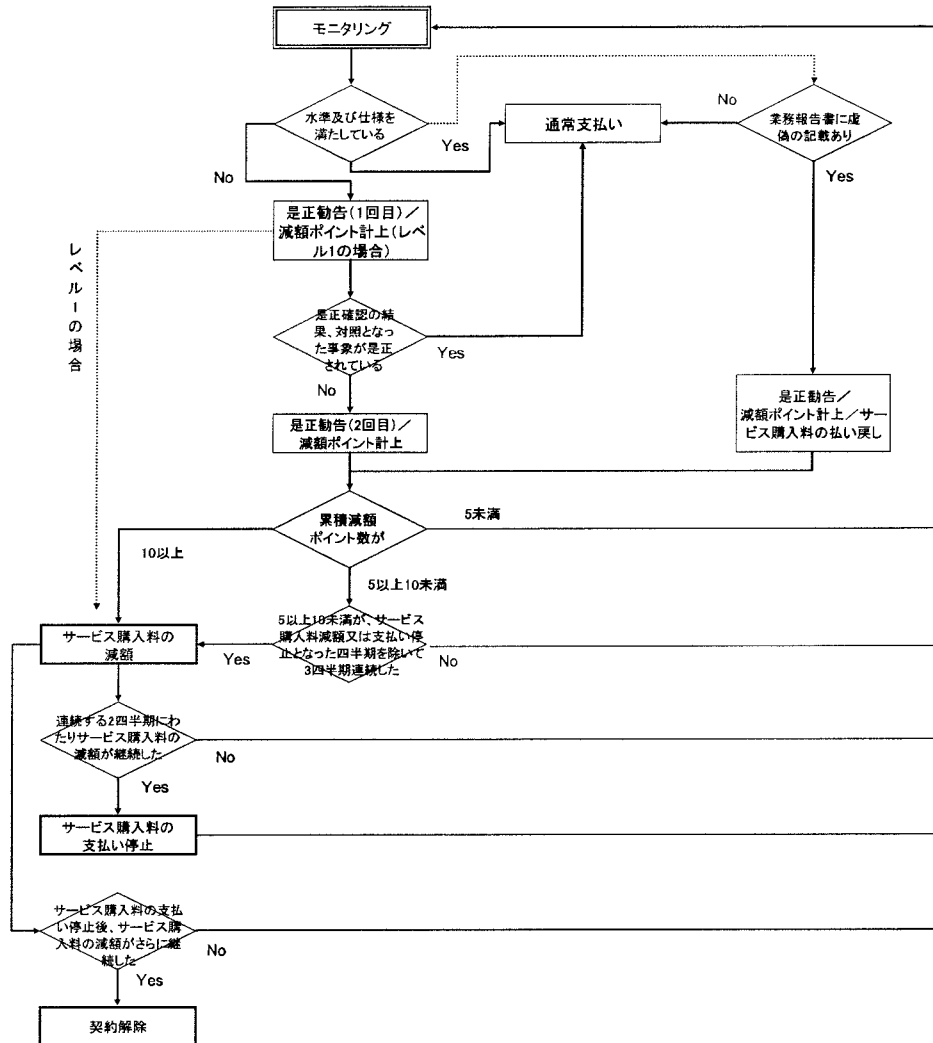 モニタリング
水準及び仕様を
満たしている
Yes
No
通常支払い
No
業務報告書に虚
偽の記載あり
Yes
是正勧告(1回目)／
減額ポイント計上(レベ
ル1の場合)
レベル1の場合
是正確認の結
果、対照となっ
た事象が是正
されている
Yes
No
是正勧告(2回目)／
減額ポイント計上
是正勧告／
減額ポイント計上／サー
ビス購入料の払い戻し
累積減額
ポイント数が
5未満
10以上
5以上10未満
5以上10未満が、サービス
購入料減額又は支払い停
止となった四半期を除いて
3四半期連続した
Yes
No
サービス購入料の
減額
連続する2四半期にわ
たりサービス購入料の
減額が継続した
No
Yes
サービス購入料の
支払い停止
サービス購入料の支払
い停止後、サービス購
入料の減額がさらに継
続した
No
Yes
契約解除